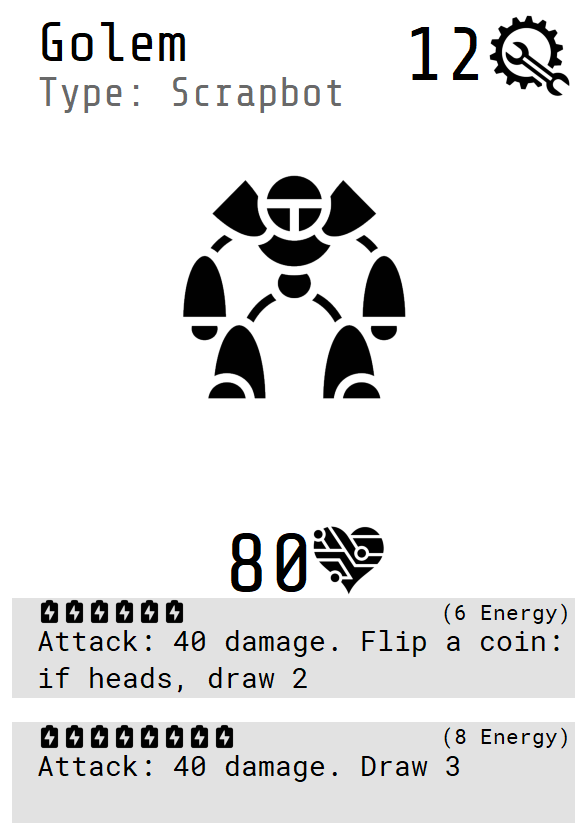 Golem
12
Type: Scrapbot
80
(6 Energy)
Attack: 40 damage. Flip a coin:
if heads, draw 2
(8 Energy)
Attack: 40 damage. Draw 3